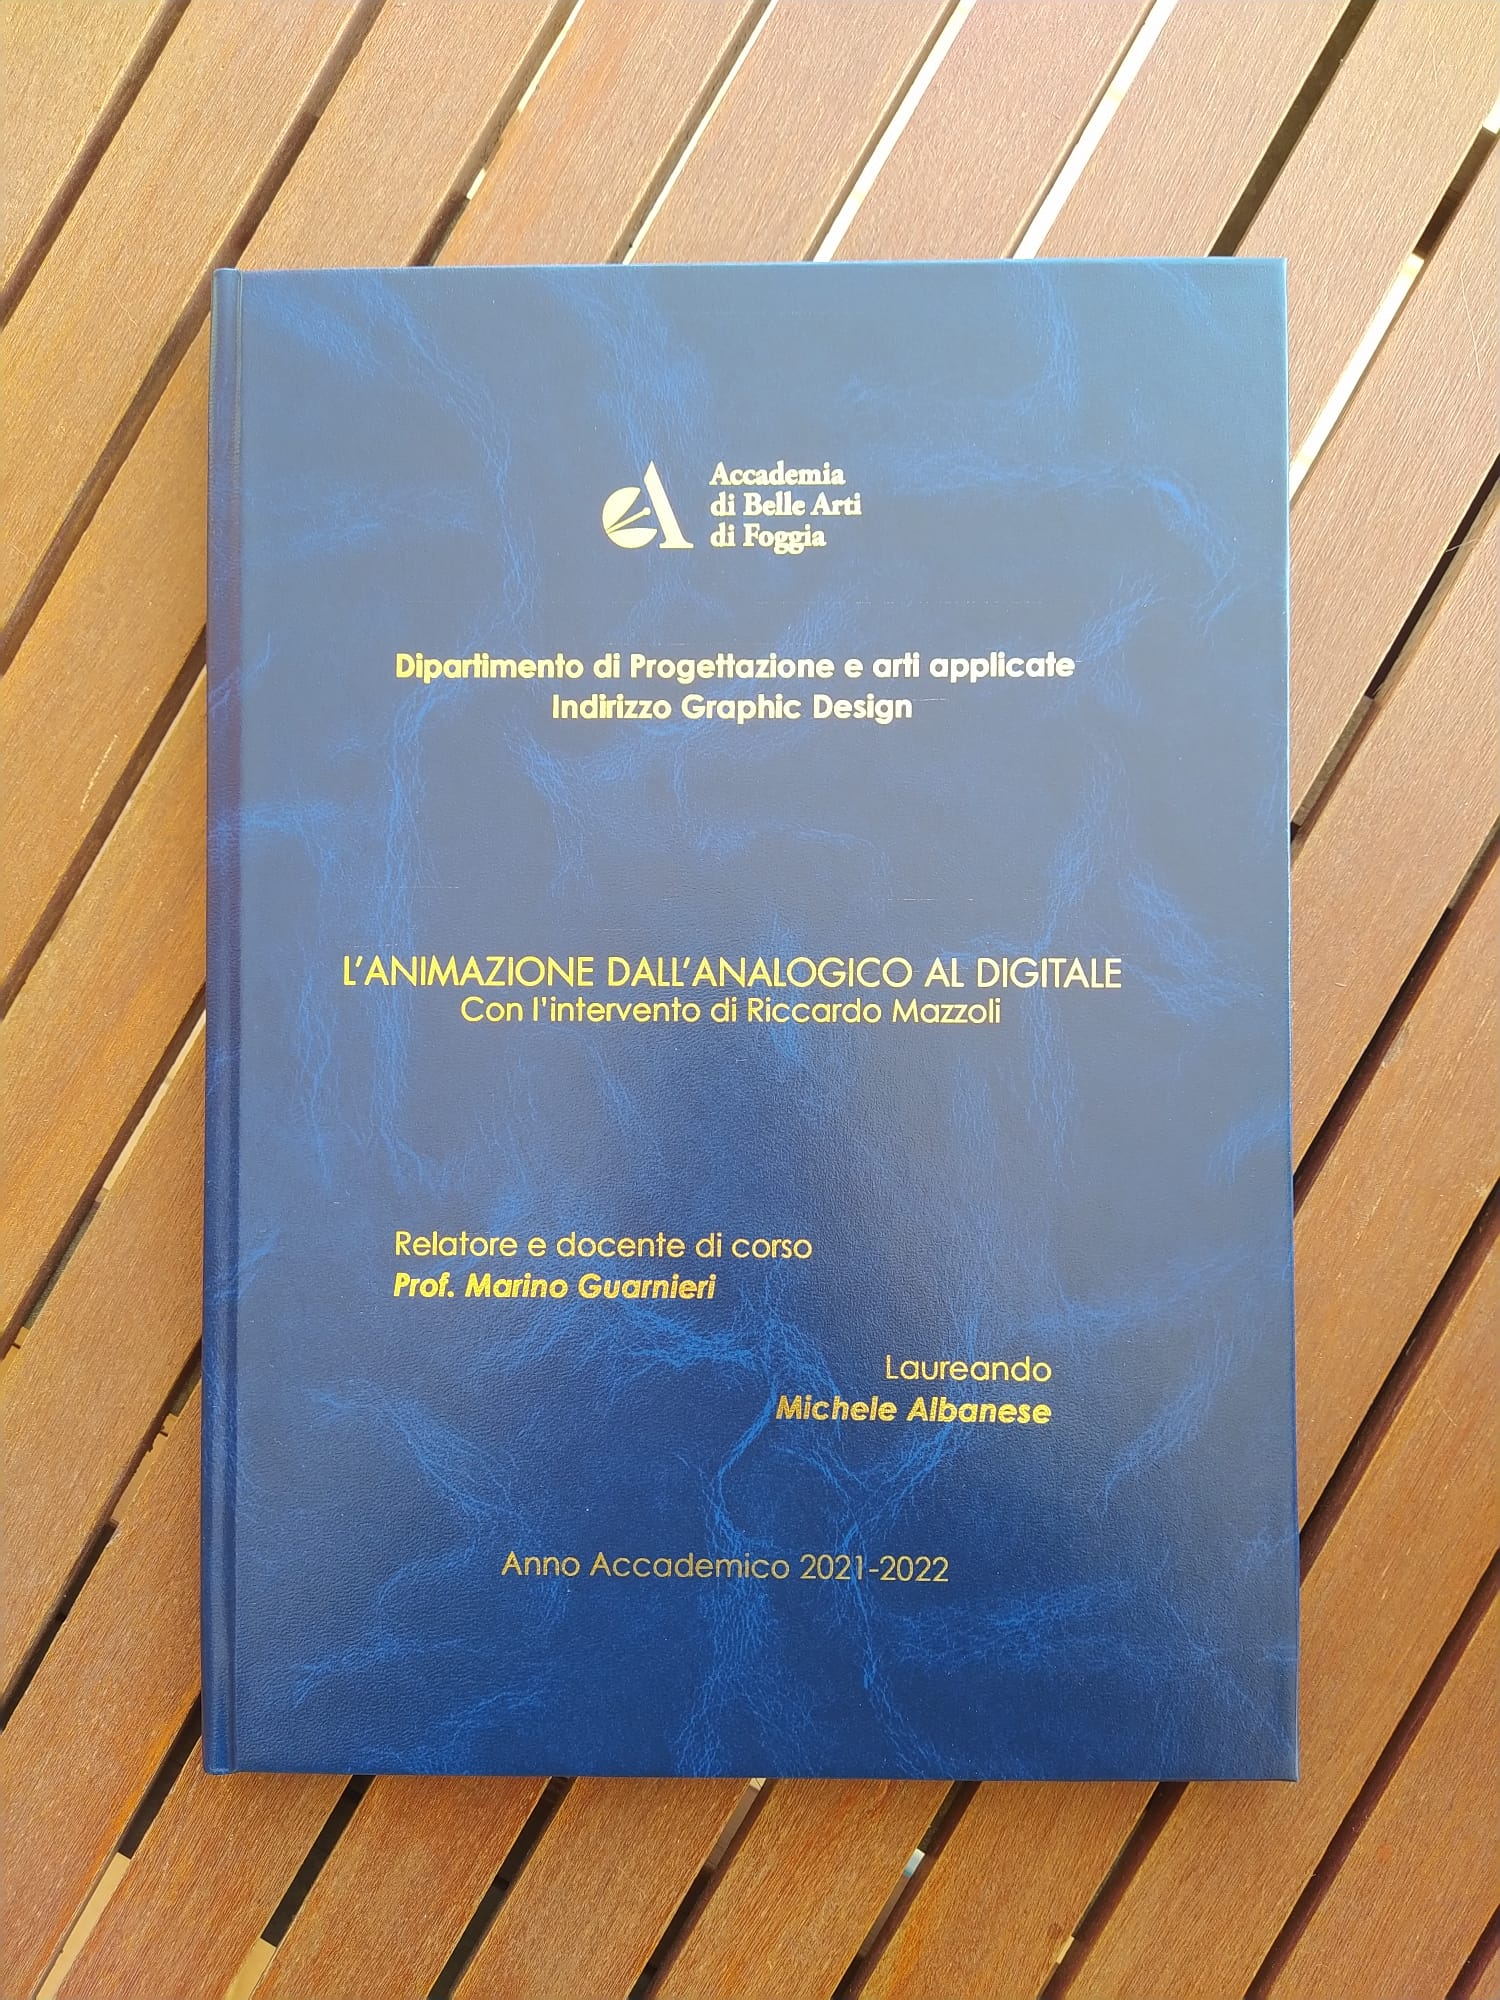 Accademia
di Belle Arti
di Foggia
Dipartimento di Progettazione e arti applicate
Indirizzo Graphic Design
L'ANIMAZIONE DALL'ANALOGICO AL DIGITALE
Con l'intervento di Riccardo Mazzoli
Relatore e docente di corso
Prof. Marino Guarnieri
Laureando
Michele Albanese
Anno Accademico 2021-2022